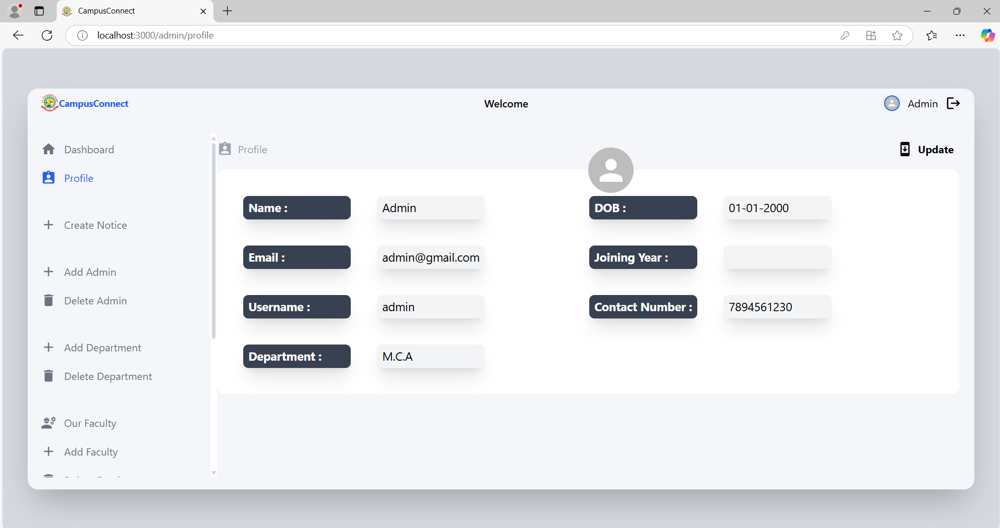 CampusConnect
localhost:3000/admin/profile
CampusConnect
Welcome
Admin
Dashboard
Profile
Create Notice
Add Admin
Delete Admin
Add Department
Delete Department
Our Faculty
Add Faculty
Profile
Update
Name : Admin
DOB : 01-01-2000
Email : admin@gmail.com
Joining Year :
Username : admin
Contact Number : 7894561230
Department : M.C.A